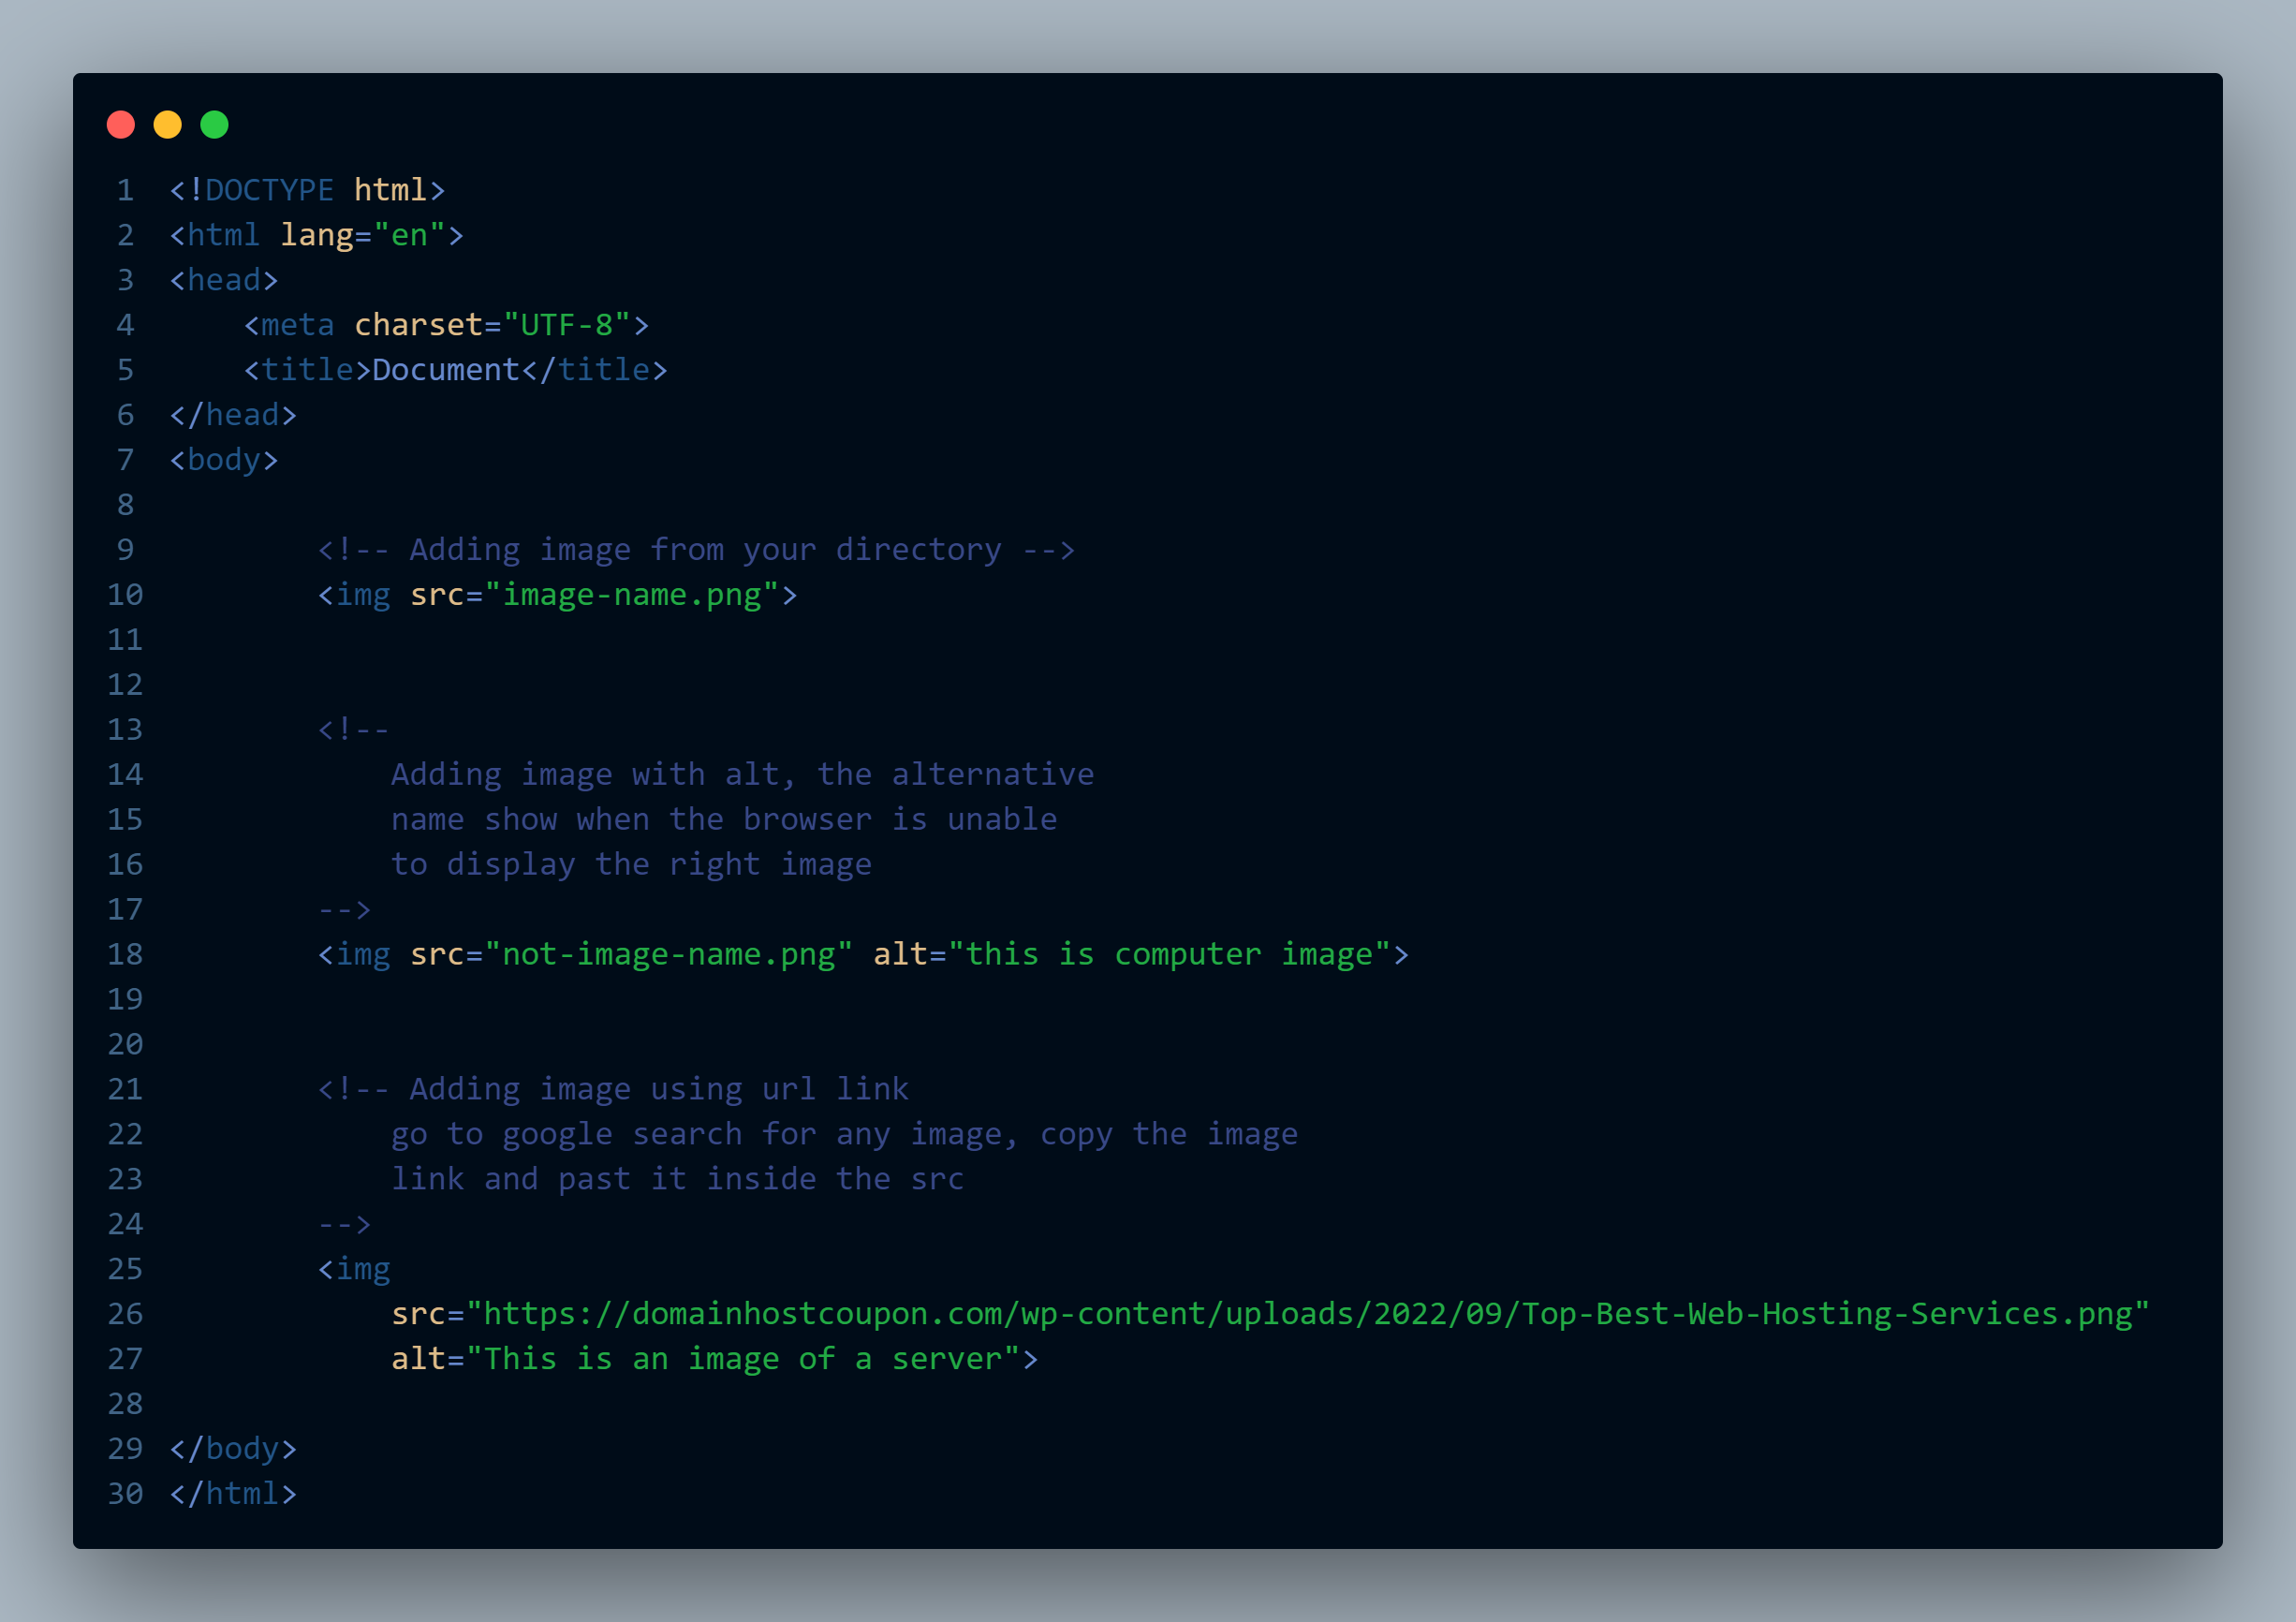 1 <!DOCTYPE html>
2 <html lang="en">
3 <head>
4     <meta charset="UTF-8">
5     <title>Document</title>
6 </head>
7 <body>
8
9         <!-- Adding image from your directory -->
10         <img src="image-name.png">
11
12
13         <!--
14             Adding image with alt, the alternative
15             name show when the browser is unable
16             to display the right image
17         -->
18         <img src="not-image-name.png" alt="this is computer image">
19
20
21         <!-- Adding image using url link
22             go to google search for any image, copy the image
23             link and past it inside the src
24         -->
25         <img
26             src="https://domainhostcoupon.com/wp-content/uploads/2022/09/Top-Best-Web-Hosting-Services.png"
27             alt="This is an image of a server">
28
29 </body>
30 </html>